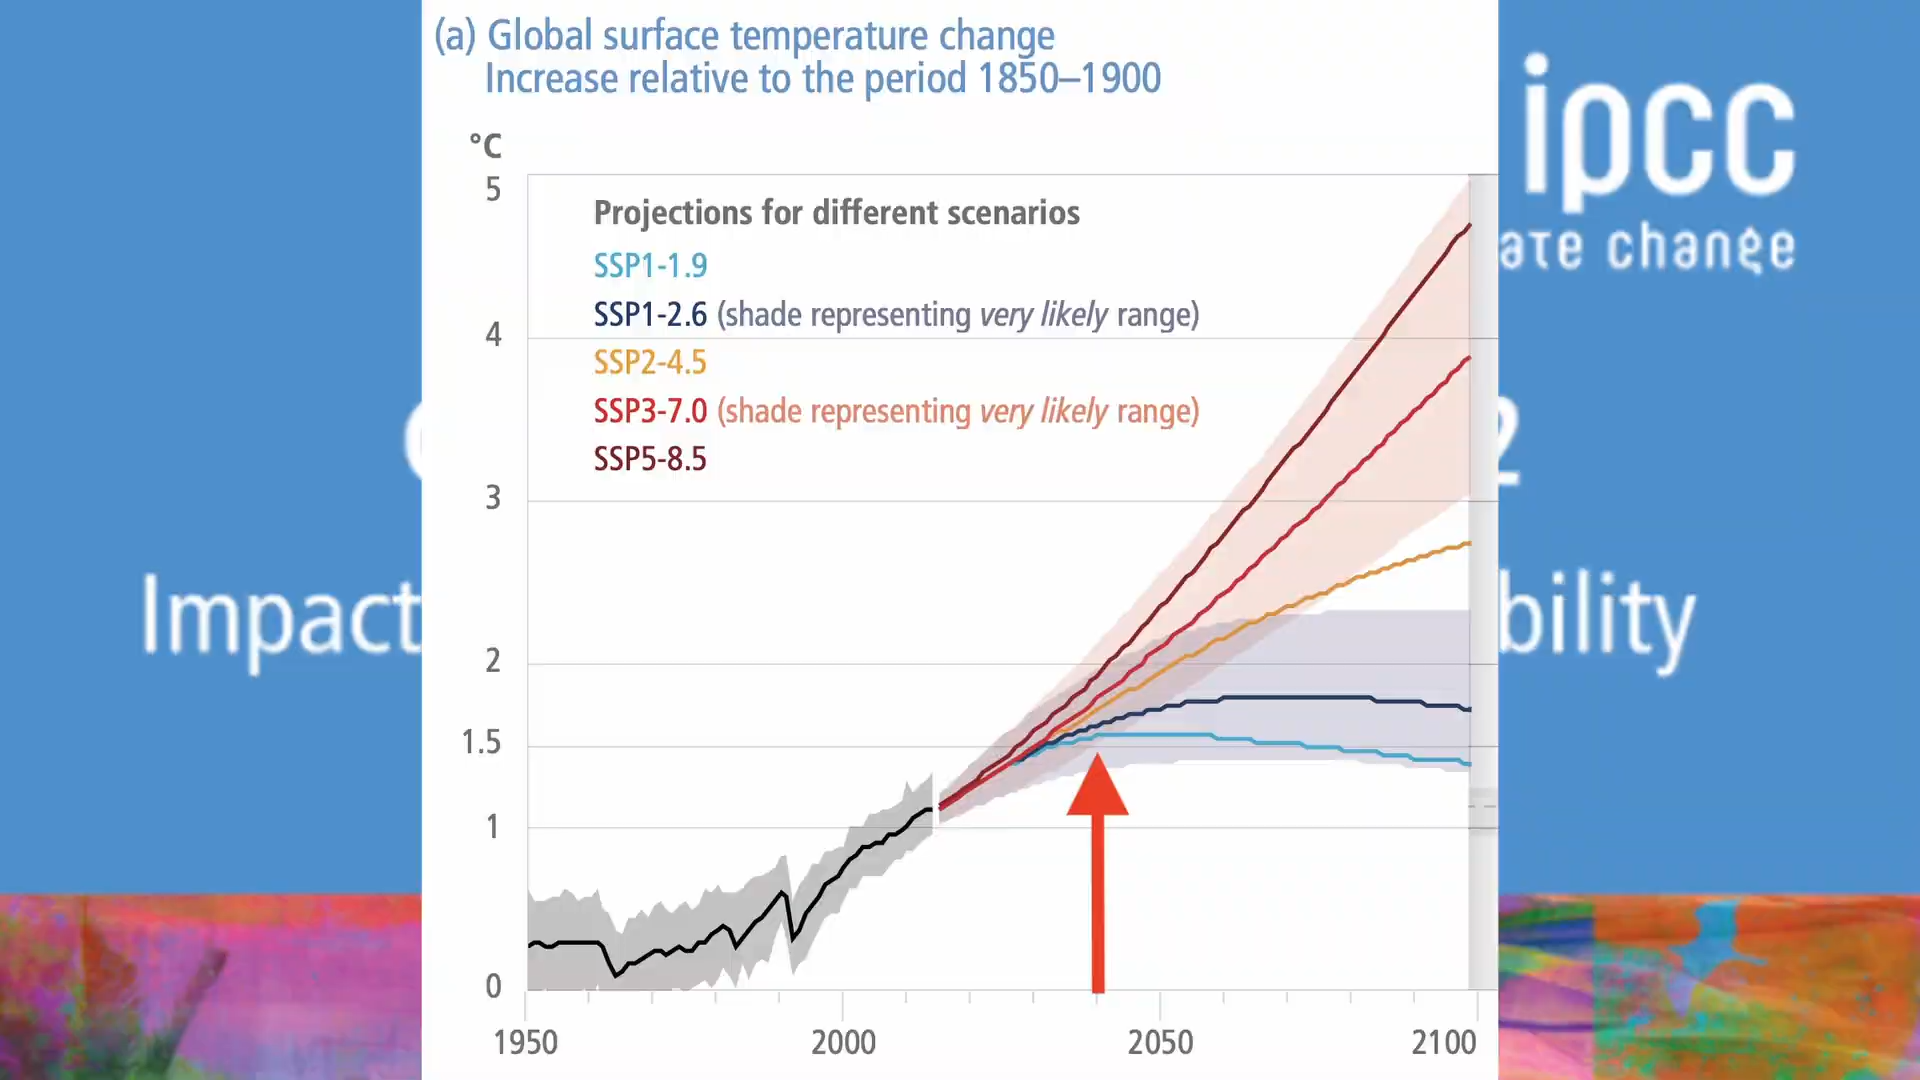 (a) Global surface temperature change
Increase relative to the period 1850–1900
°C
5
4
3
2
1.5
1
0
Projections for different scenarios
SSP1-1.9
SSP1-2.6 (shade representing very likely range)
SSP2-4.5
SSP3-7.0 (shade representing very likely range)
SSP5-8.5
1950
2000
2050
2100
ipcc
ate change
2
Impact
bility